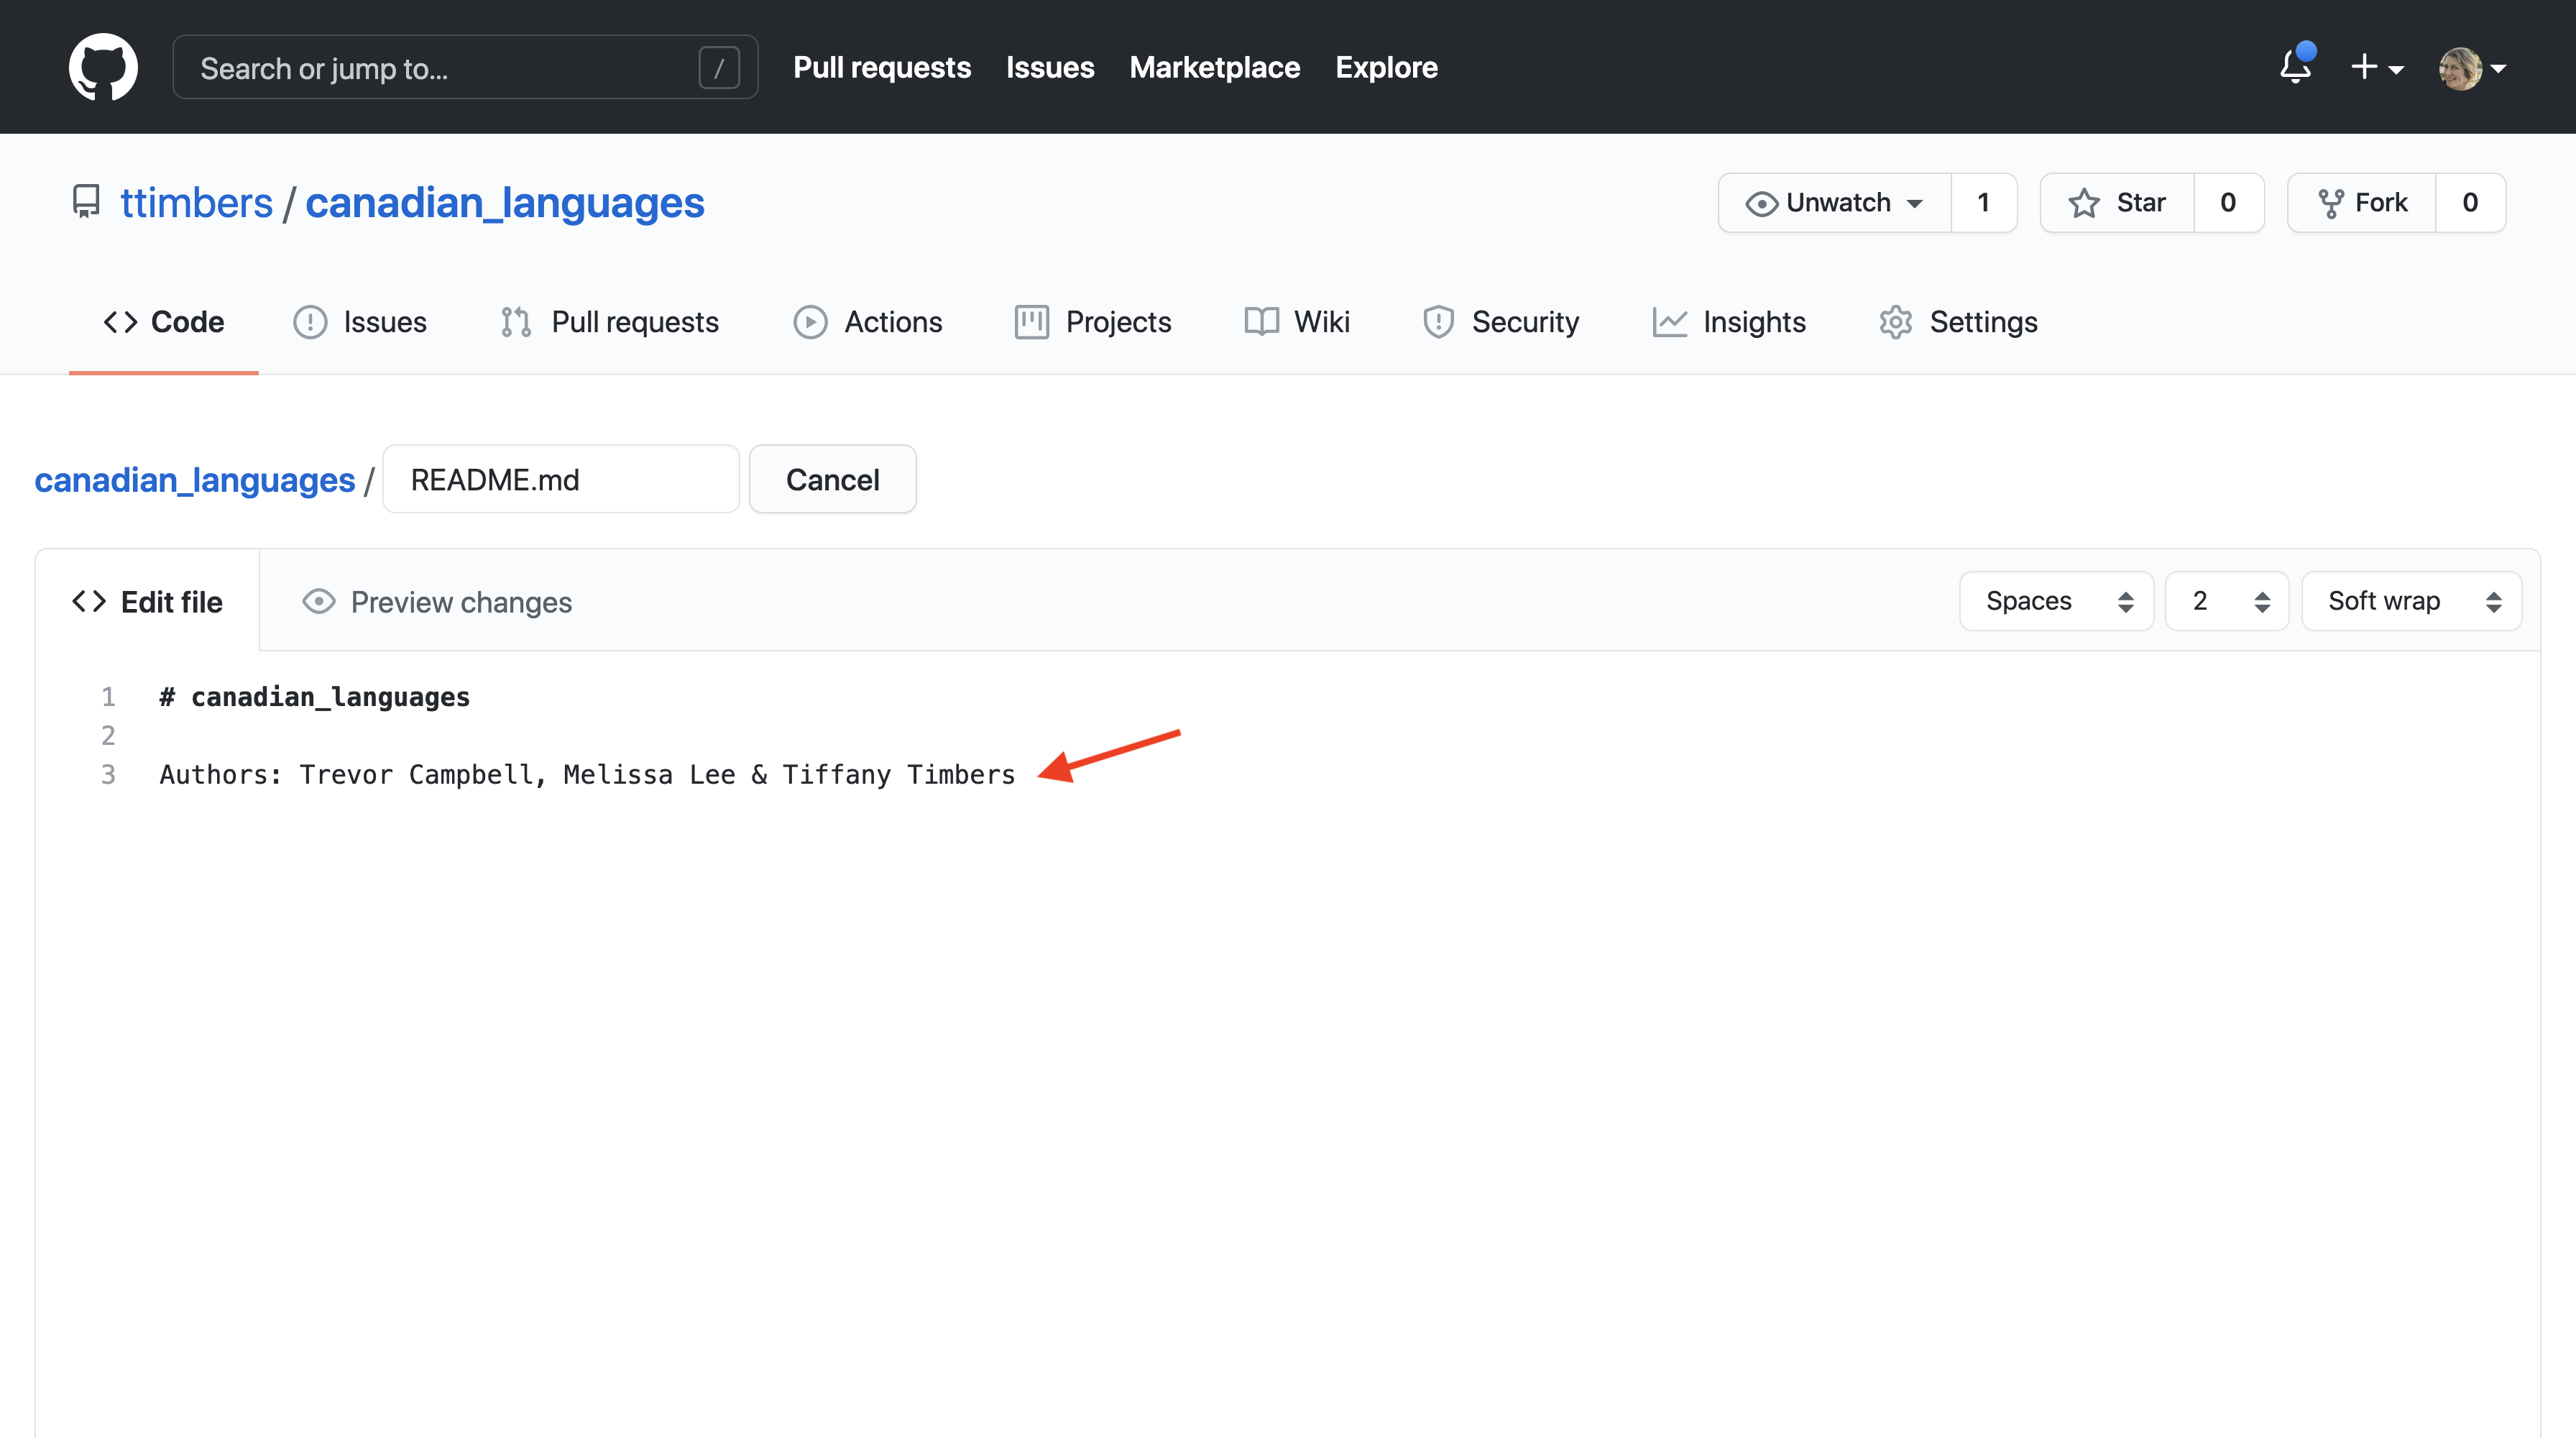 Search or jump to... / Pull requests Issues Marketplace Explore
ttimbers / canadian_languages Unwatch 1 Star 0 Fork 0
Code Issues Pull requests Actions Projects Wiki Security Insights Settings
canadian_languages / README.md Cancel
Edit file Preview changes Spaces 2 Soft wrap
1 # canadian_languages
2
3 Authors: Trevor Campbell, Melissa Lee & Tiffany Timbers